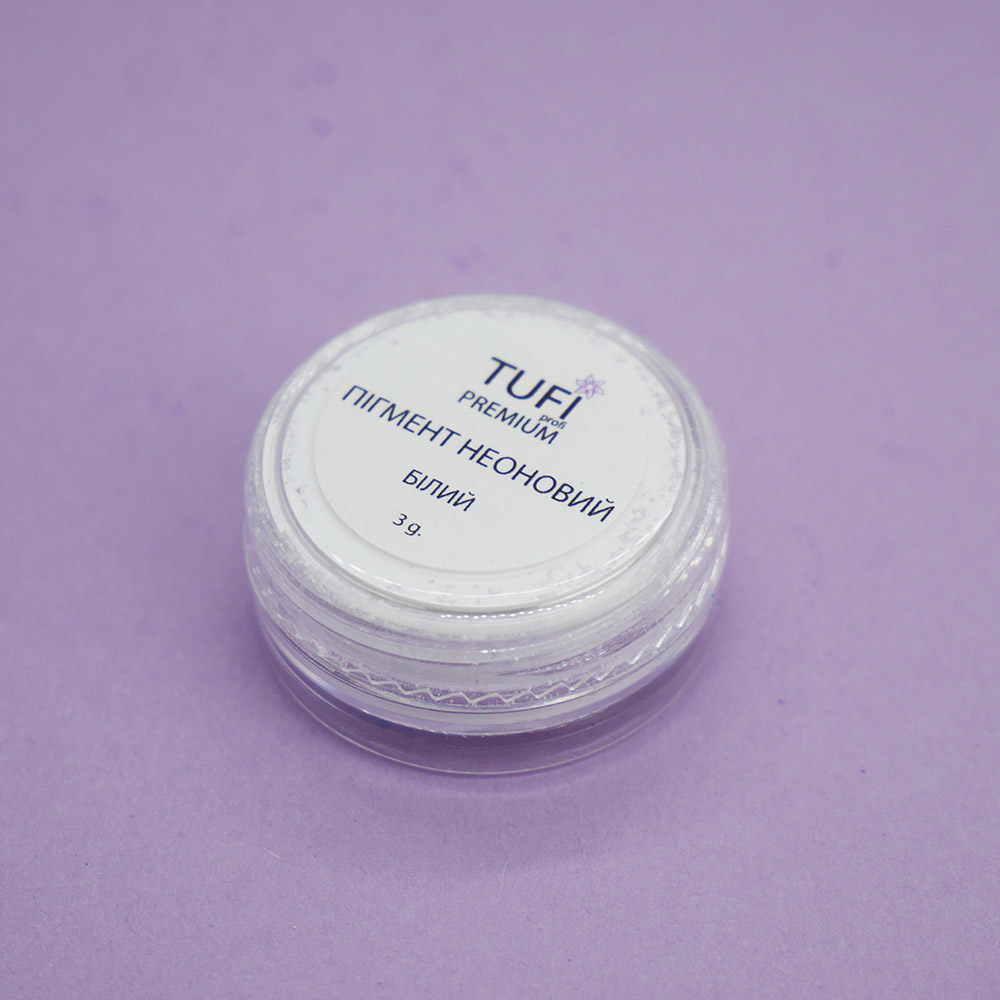 TUFI
profi
PREMIUM
ПІГМЕНТ НЕОНОВИЙ
БІЛИЙ
3 g.